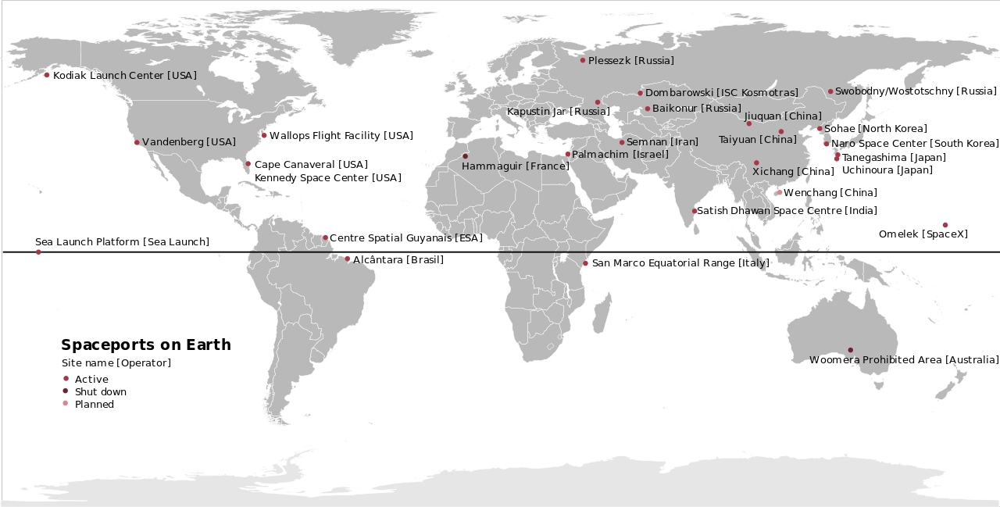 Plessezk [Russia]
Kodiak Launch Center [USA]
Dombarowski [ISC Kosmotras]
Swobodny/Wostotschny [Russia]
Kapustin Jar [Russia]
Baikonur [Russia]
Jiuquan [China]
Sohae [North Korea]
Wallops Flight Facility [USA]
Taiyuan [China]
Vandenberg [USA]
Semnan [Iran]
Naro Space Center [South Korea]
Palmachim [Israel]
Tanegashima [Japan]
Cape Canaveral [USA]
Hammaguir [France]
Xichang [China]
Uchinoura [Japan]
Kennedy Space Center [USA]
Wenchang [China]
Satish Dhawan Space Centre [India]
Omelek [SpaceX]
Centre Spatial Guyanais [ESA]
Sea Launch Platform [Sea Launch]
Alcântara [Brasil]
San Marco Equatorial Range [Italy]
Spaceports on Earth
Site name [Operator]
Active
Shut down
Planned
Woomera Prohibited Area [Australia]